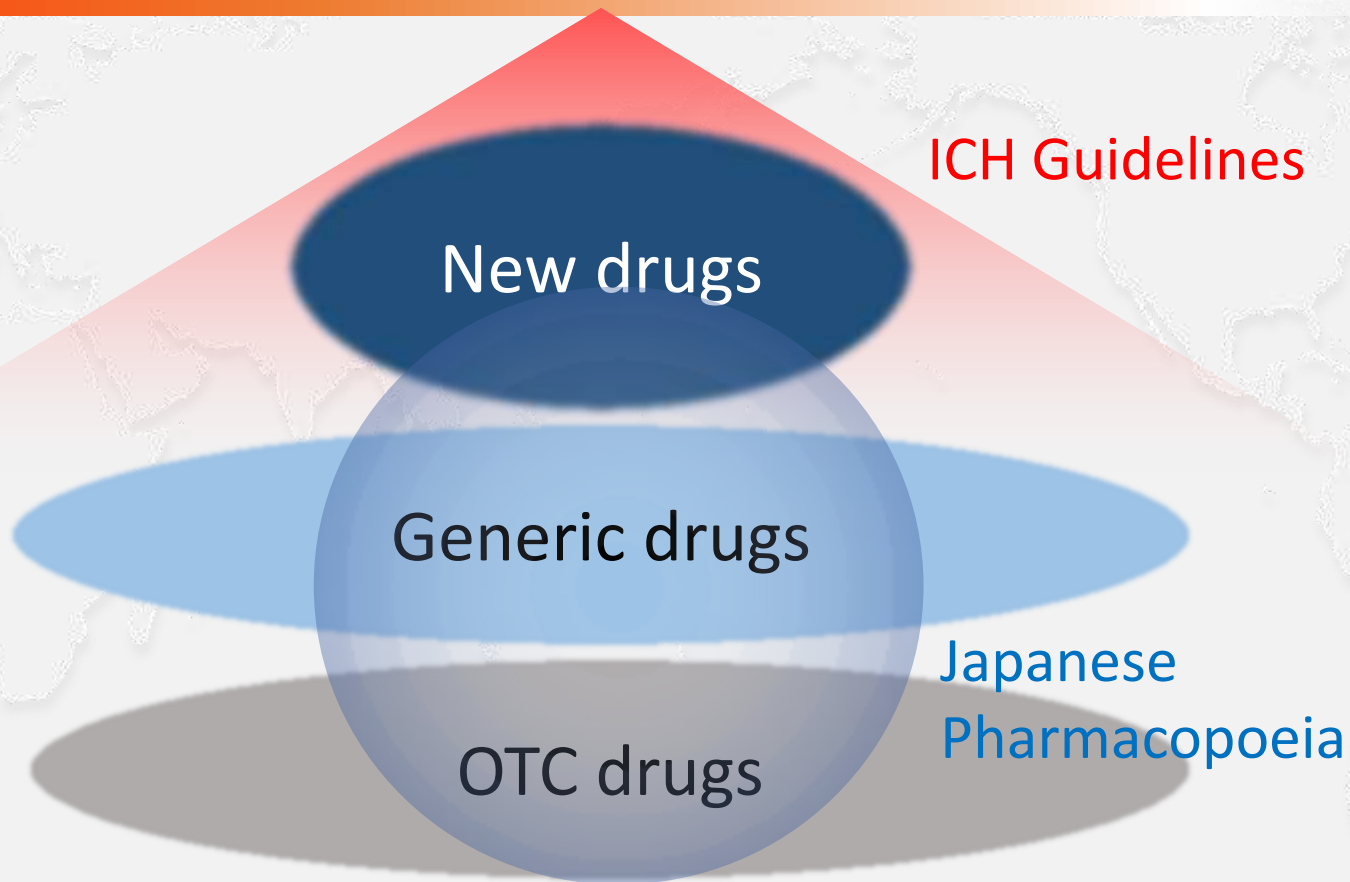 ICH Guidelines
New drugs
Generic drugs
Japanese
Pharmacopoeia
OTC drugs